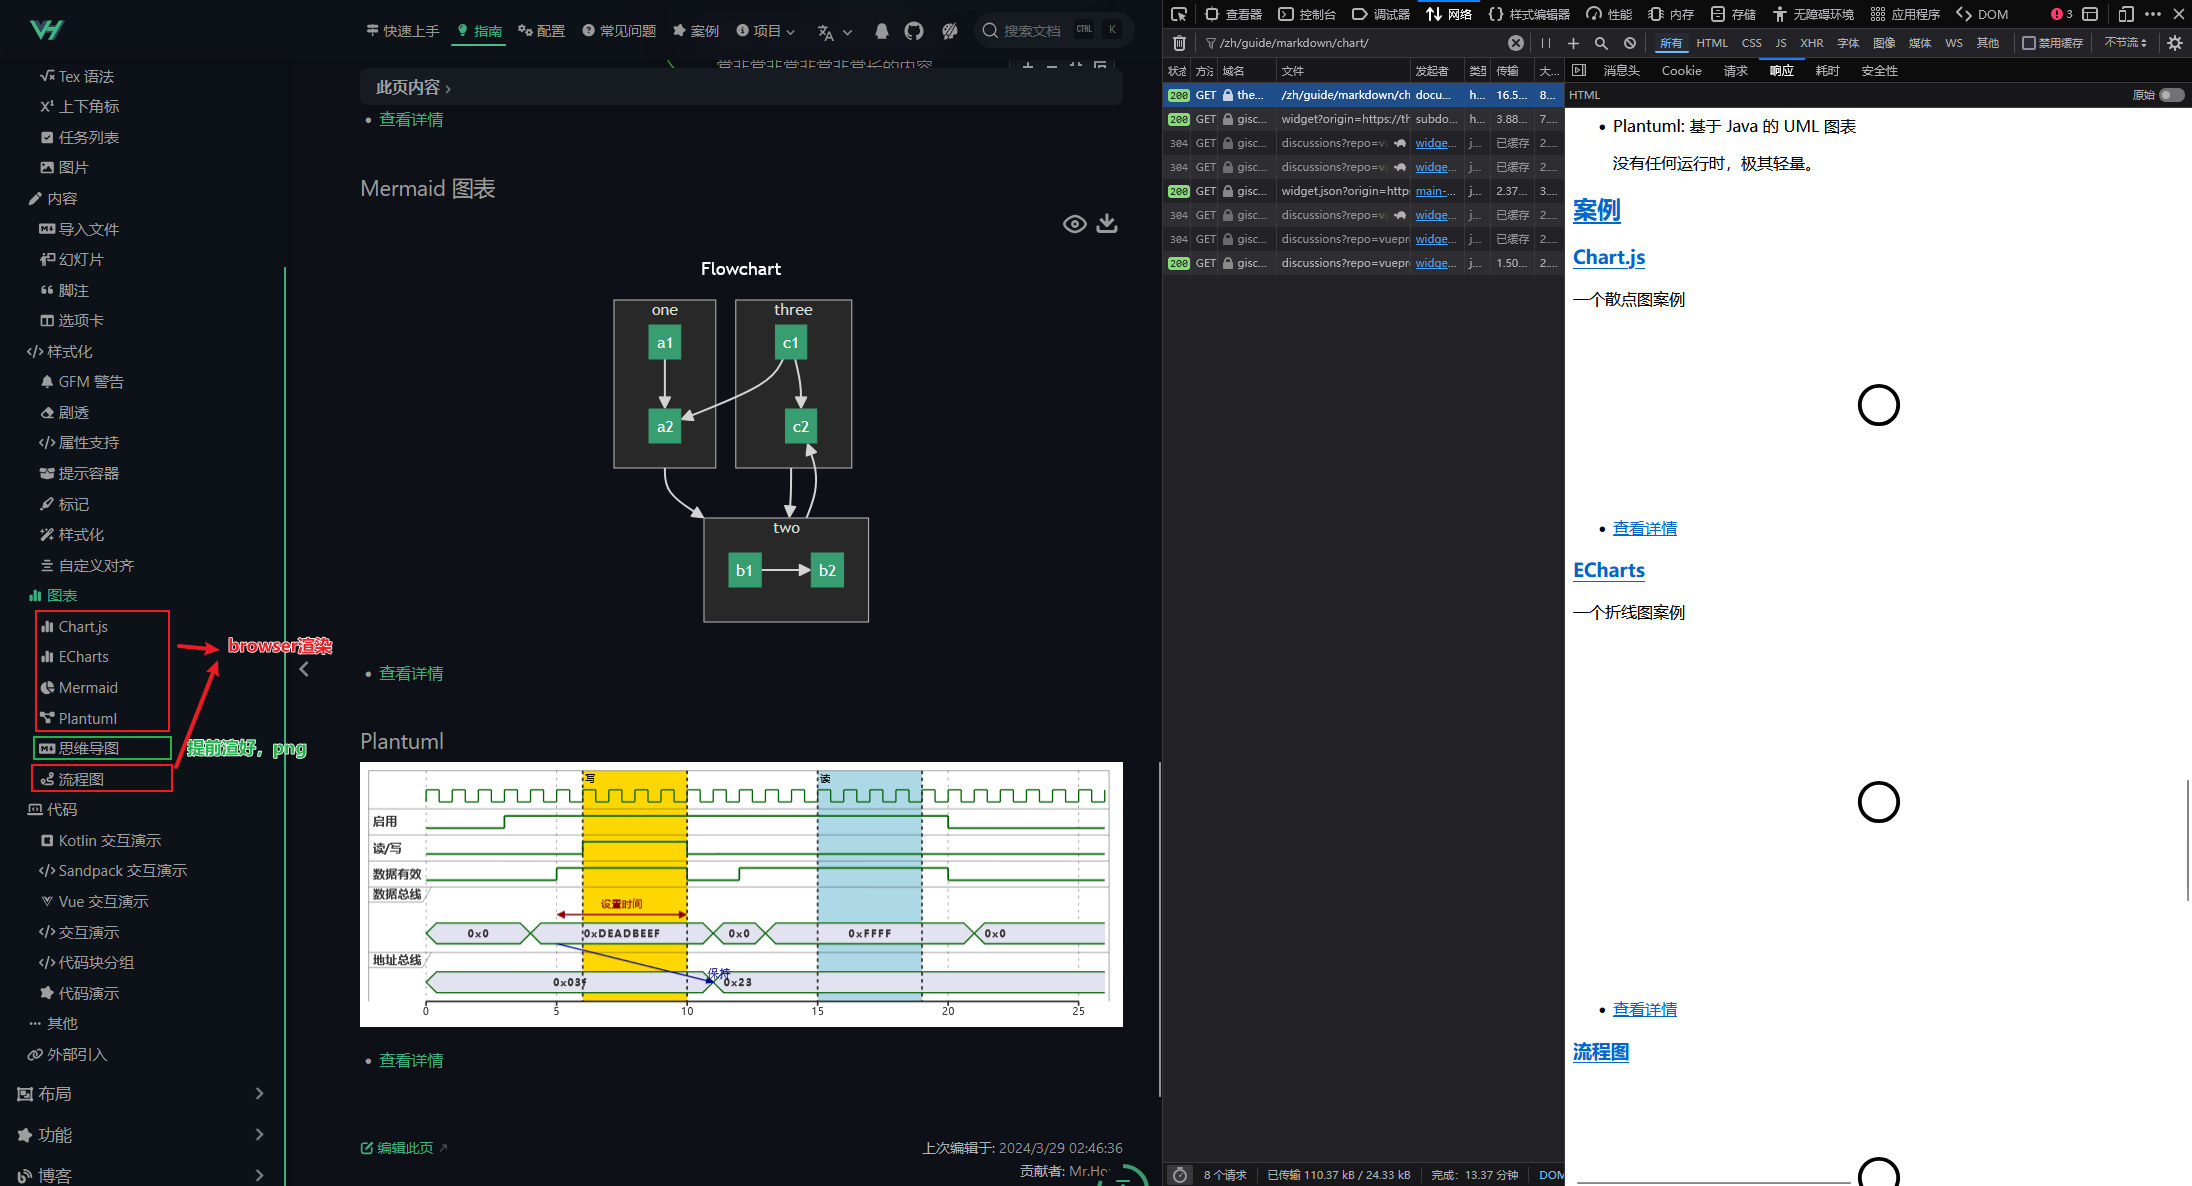 快速上手
指南
配置
常见问题
案例
项目
搜索文档
CTRL
K
Tex 语法
上下角标
任务列表
图片
内容
导入文件
幻灯片
脚注
选项卡
样式化
GFM 警告
剧透
属性支持
提示容器
标记
样式化
自定义对齐
图表
Chart.js
ECharts
Mermaid
Plantuml
思维导图
流程图
代码
Kotlin 交互演示
Sandpack 交互演示
Vue 交互演示
交互演示
代码块分组
代码演示
其他
外部引入
布局
功能
博客
browser渲染
提前渲好，png
常非常非常非常非常长的内容
此页内容
查看详情
Mermaid 图表
Flowchart
one
three
a1
c1
a2
c2
two
b1
b2
查看详情
Plantuml
写
读
启用
读/写
数据有效
数据总线
设置时间
0x0
0xDEADBEEF
0x0
0xFFFF
0x0
地址总线
保持
0x03f
0x23
0 5 10 15 20 25
查看详情
编辑此页
上次编辑于: 2024/3/29 02:46:36
贡献者: Mr.Ho
查看器 控制台 调试器 网络 样式编辑器 性能 内存 存储 无障碍环境 应用程序 DOM 3
/zh/guide/markdown/chart/
所有 HTML CSS JS XHR 字体 图像 媒体 WS 其他 禁用缓存 不节流
状态 方法 域名 文件 发起者 类型 传输 大...
200 GET the... /zh/guide/markdown/ch docu... h... 16.5... 8...
200 GET gisc... widget?origin=https://th subdo... h... 3.88... 7....
304 GET gisc... discussions?repo=vu widge... j... 已缓存 2....
304 GET gisc... discussions?repo=vu widge... j... 已缓存 2....
200 GET gisc... widget.json?origin=http main-... j... 2.37... 3....
304 GET gisc... discussions?repo=vu widge... j... 已缓存 2....
304 GET gisc... discussions?repo=vuepr widge... j... 已缓存 2....
200 GET gisc... discussions?repo=vuepr widge... j... 1.50... 2....
8 个请求 已传输 110.37 kB / 24.33 kB 完成：13.37 分钟 DOM
消息头 Cookie 请求 响应 耗时 安全性
HTML
原始
Plantuml: 基于 Java 的 UML 图表
没有任何运行时，极其轻量。
案例
Chart.js
一个散点图案例
查看详情
ECharts
一个折线图案例
查看详情
流程图